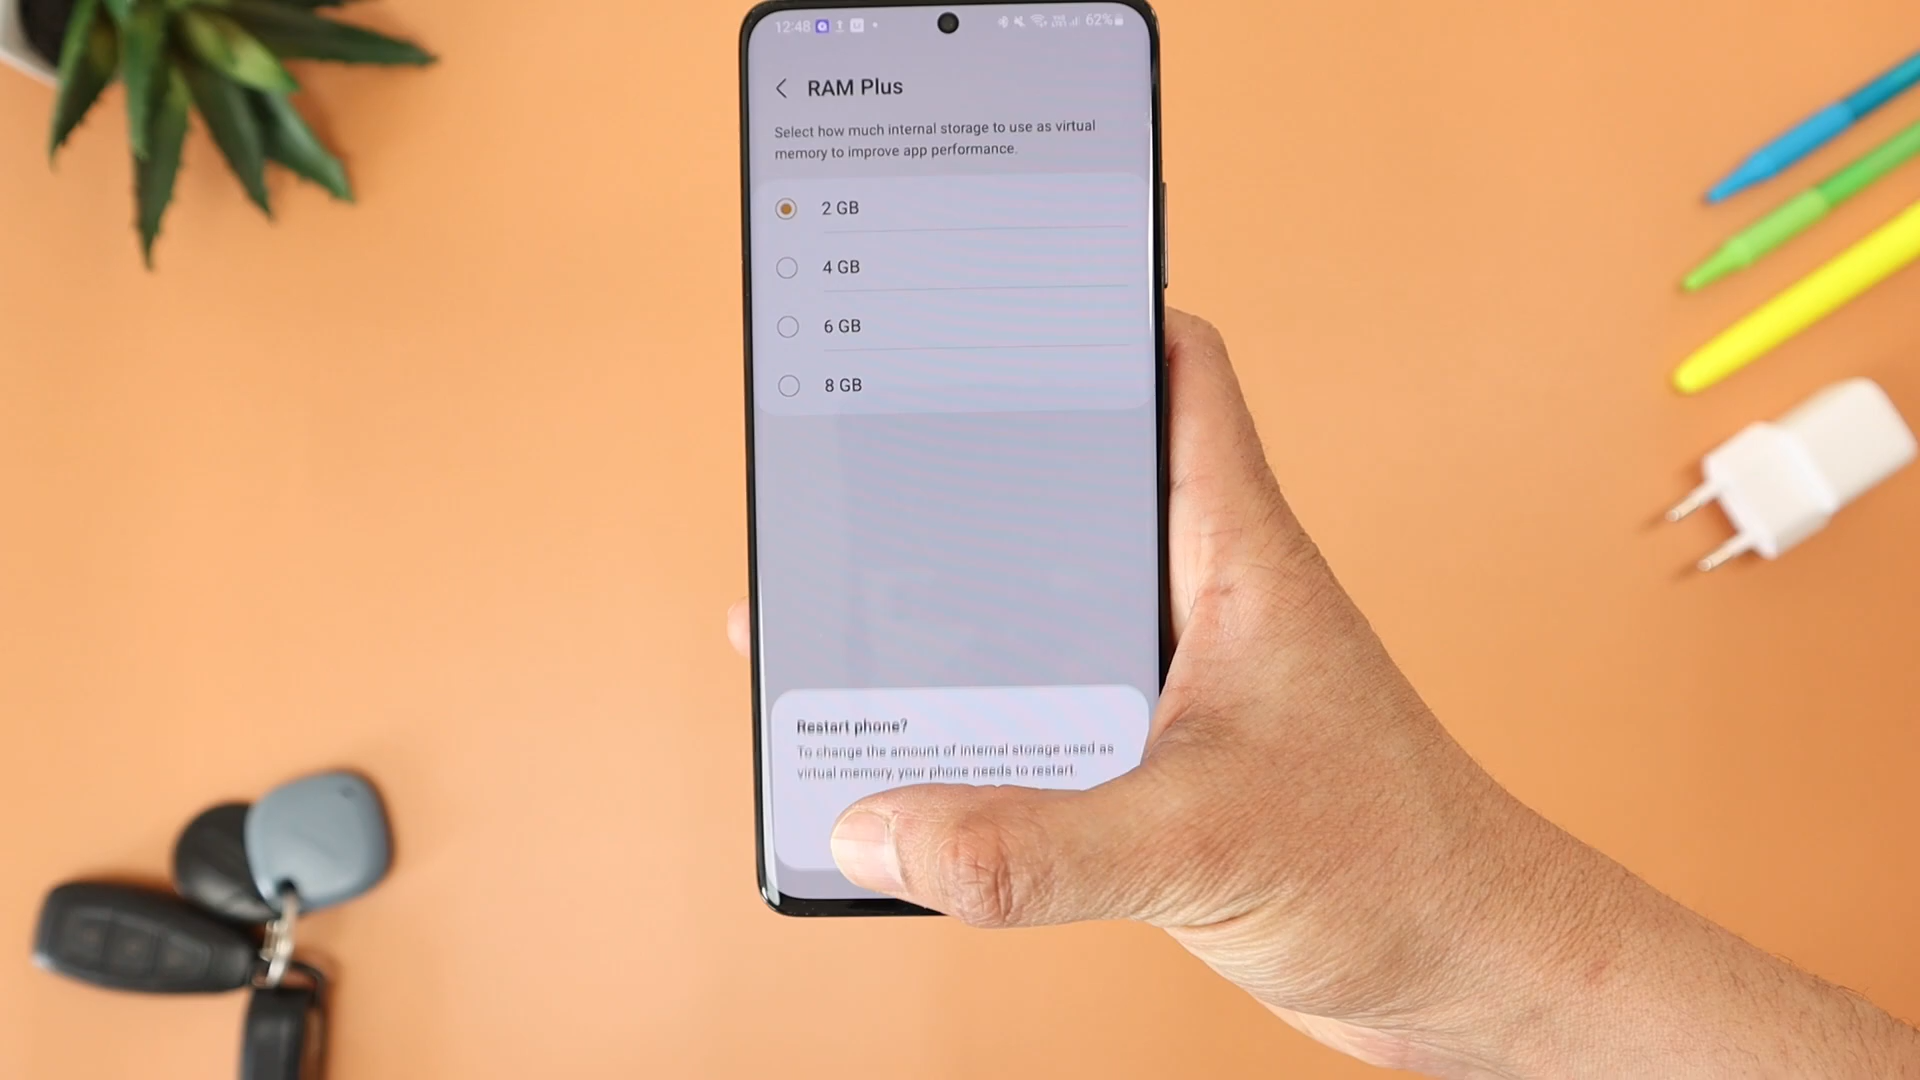 12:48
62%
RAM Plus
Select how much internal storage to use as virtual
memory to improve app performance.
2 GB
4 GB
6 GB
8 GB
Restart phone?
To change the amount of internal storage used as
virtual memory, your phone needs to restart.